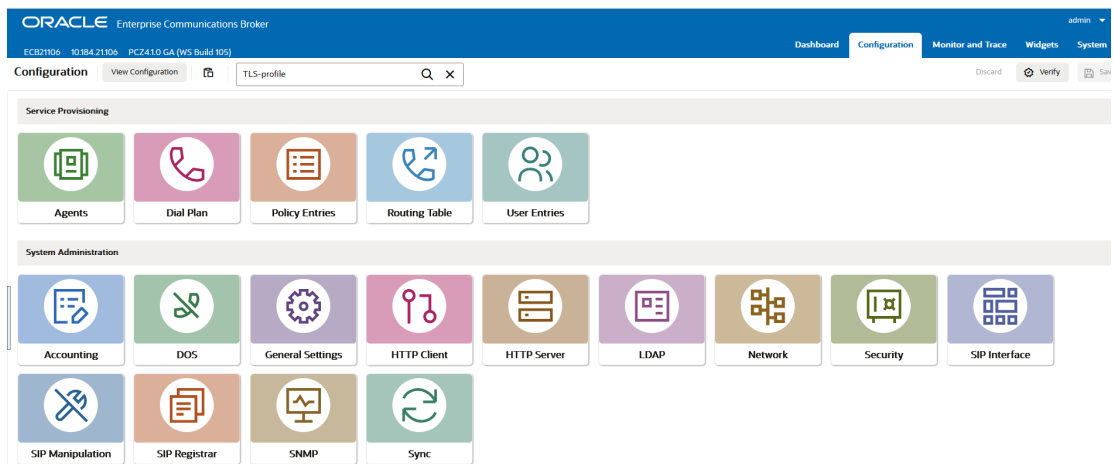 ORACLE Enterprise Communications Broker
admin
ECB21106 10.184.21.106 PCZ4.1.0 GA (WS Build 105)
Dashboard Configuration Monitor and Trace Widgets System
Configuration View Configuration TLS-profile Discard Verify Sav
Service Provisioning
Agents Dial Plan Policy Entries Routing Table User Entries
System Administration
Accounting DOS General Settings HTTP Client HTTP Server LDAP Network Security SIP Interface
SIP Manipulation SIP Registrar SNMP Sync